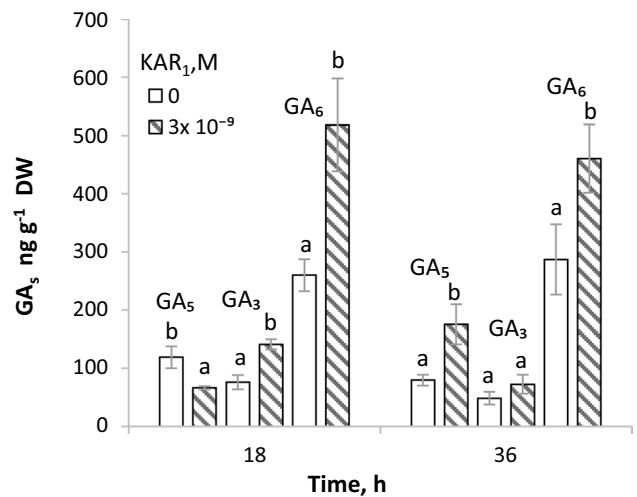 700
600
500
400
300
200
100
0
GAₛ ng g⁻¹ DW
KAR₁,M
0
3x 10⁻⁹
GA₅
b
a
GA₃
a
b
GA₆
a
b
GA₅
a
b
GA₃
a
a
GA₆
a
b
18
36
Time, h